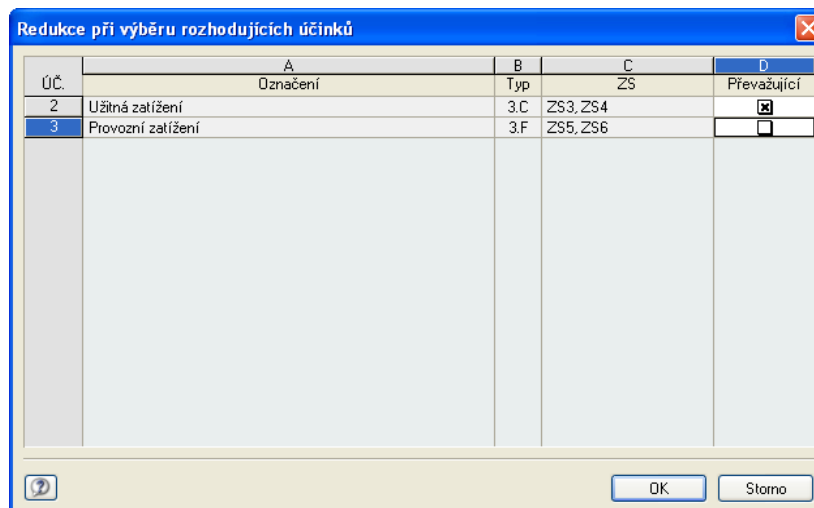 Redukce při výběru rozhodujících účinků
A B C D
ÚČ. Označení Typ ZS Převažující
2 Užitná zatížení 3.C ZS3, ZS4
3 Provozní zatížení 3.F ZS5, ZS6
OK Storno